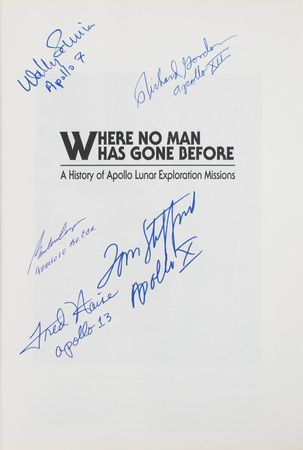 Wally Schirra
Apollo 7
Richard Gordon
Apollo XII
WHERE NO MAN
HAS GONE BEFORE
A History of Apollo Lunar Exploration Missions
Tom Stafford
Apollo X
Fred Haise
apollo 13